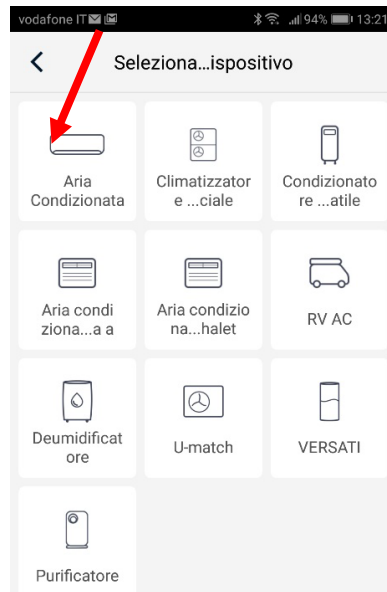 vodafone IT 94% 13:21
Seleziona...ispositivo
Aria
Condizionata
Climatizzator
e ...ciale
Condizionato
re ...atile
Aria condi
ziona...a a
Aria condizio
na...halet
RV AC
Deumidificat
ore
U-match
VERSATI
Purificatore